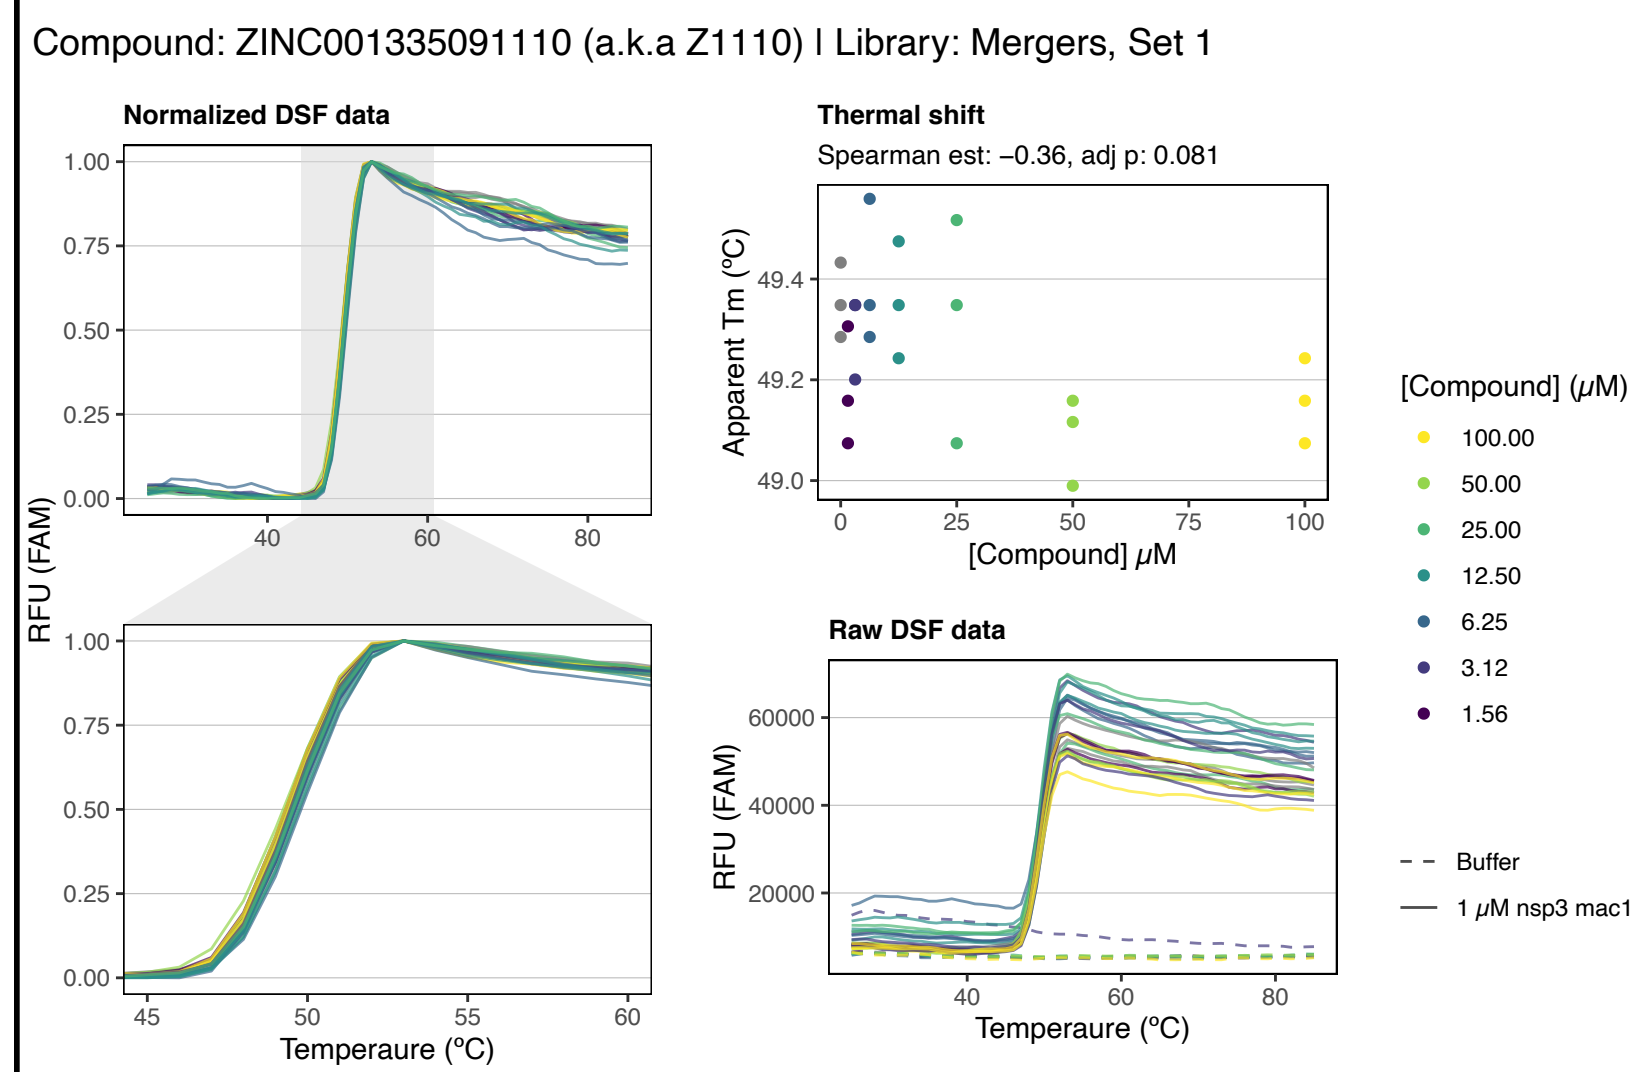 Compound: ZINC001335091110 (a.k.a Z1110) | Library: Mergers, Set 1
Normalized DSF data
1.00
0.75
0.50
0.25
0.00
40
60
80
RFU (FAM)
1.00
0.75
0.50
0.25
0.00
45
50
55
60
Temperaure (ºC)
Thermal shift
Spearman est: −0.36, adj p: 0.081
Apparent Tm (ºC)
49.4
49.2
49.0
0
25
50
75
100
[Compound] µM
Raw DSF data
RFU (FAM)
60000
40000
20000
40
60
80
Temperaure (ºC)
[Compound] (µM)
100.00
50.00
25.00
12.50
6.25
3.12
1.56
Buffer
1 µM nsp3 mac1